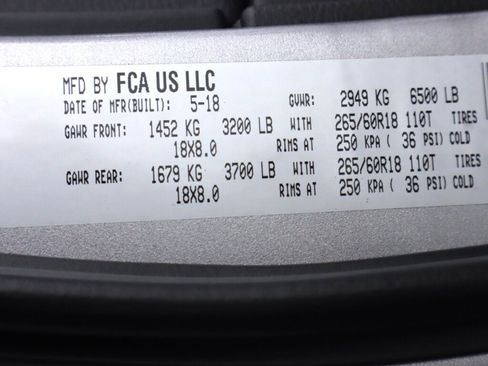 MFD BY FCA US LLC
DATE OF MFR(BUILT): 5-18 GVWR: 2949 KG 6500 LB
GAWR FRONT: 1452 KG 3200 LB WITH 265/60R18 110T TIRES
18X8.0 RIMS AT 250 KPA ( 36 PSI) COLD
GAWR REAR: 1679 KG 3700 LB WITH 265/60R18 110T TIRES
18X8.0 RIMS AT 250 KPA ( 36 PSI) COLD